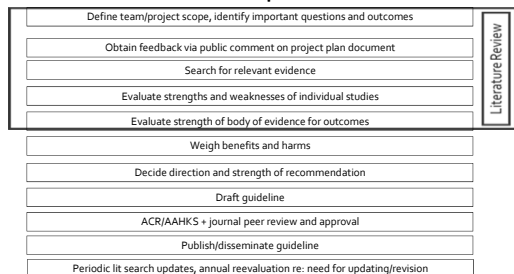 Define team/project scope, identify important questions and outcomes
Obtain feedback via public comment on project plan document
Search for relevant evidence
Evaluate strengths and weaknesses of individual studies
Evaluate strength of body of evidence for outcomes
Literature Review
Weigh benefits and harms
Decide direction and strength of recommendation
Draft guideline
ACR/AAHKS + journal peer review and approval
Publish/disseminate guideline
Periodic lit search updates, annual reevaluation re: need for updating/revision